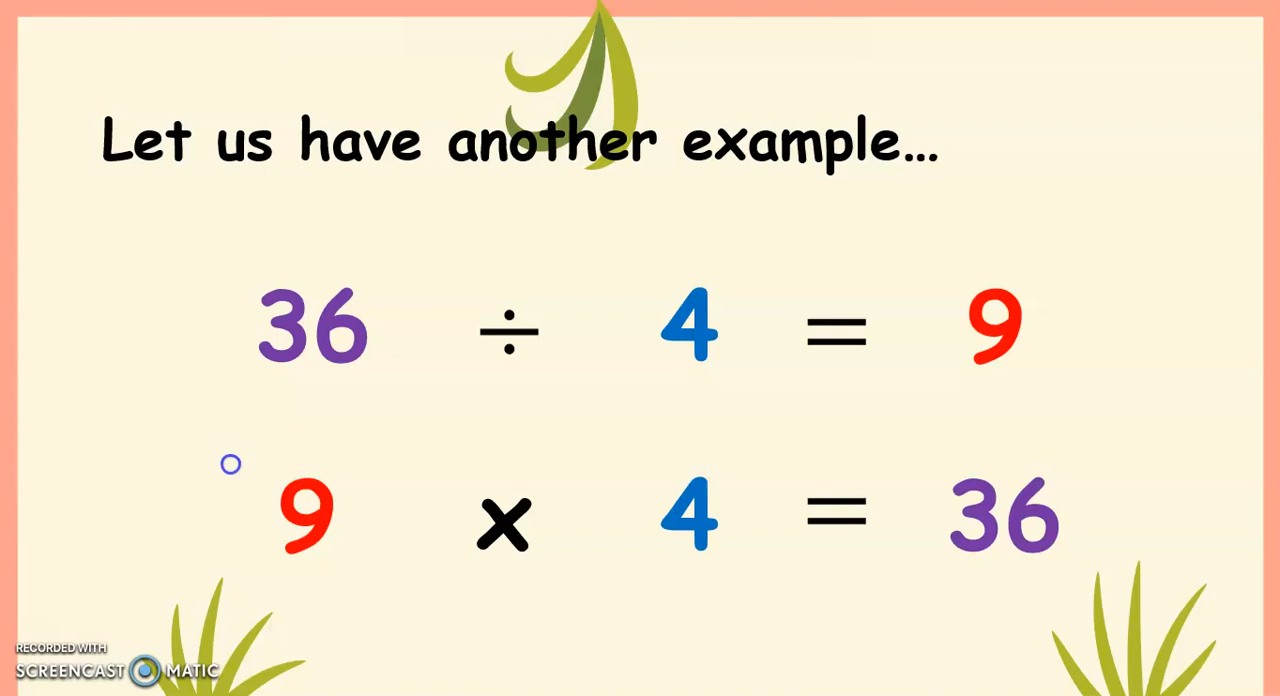 Let us have another example...
36 ÷ 4 = 9
9 x 4 = 36
RECORDED WITH
SCREENCAST MATIC